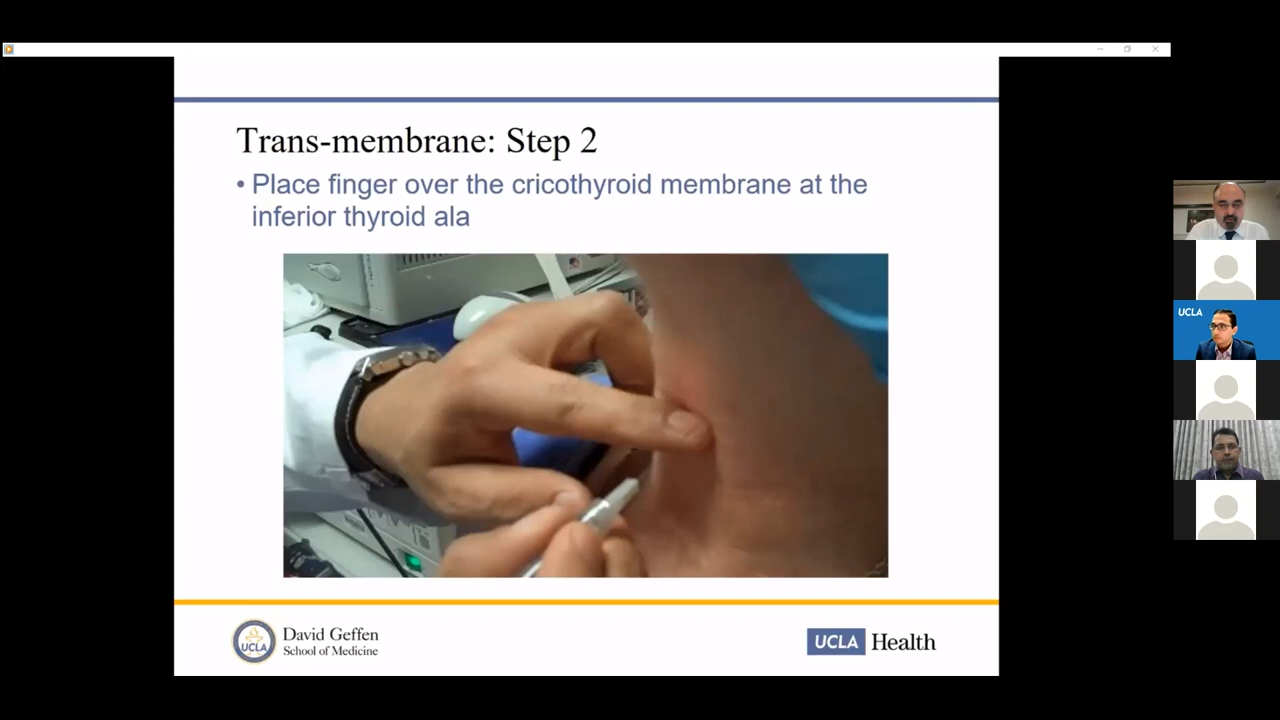 Trans-membrane: Step 2
• Place finger over the cricothyroid membrane at the
inferior thyroid ala
UCLA
David Geffen
School of Medicine
UCLA Health
UCLA